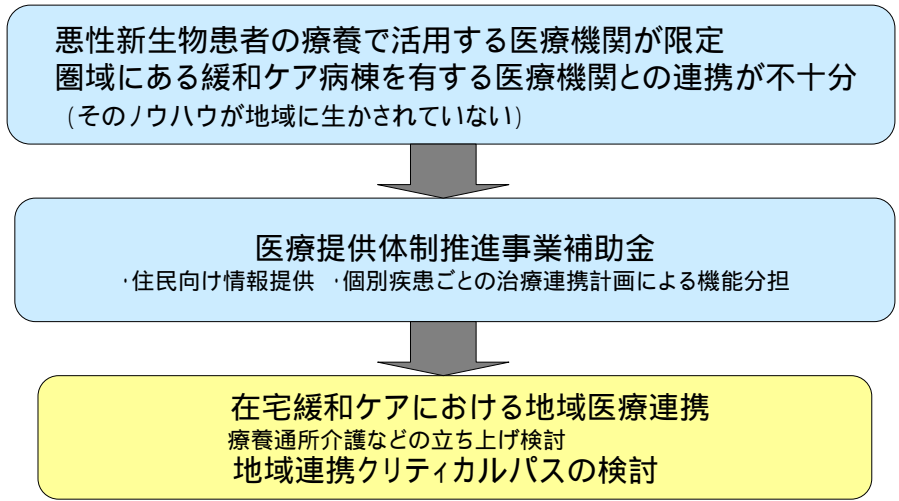 悪性新生物患者の療養で活用する医療機関が限定
圏域にある緩和ケア病棟を有する医療機関との連携が不十分
(そのノウハウが地域に生かされていない)
医療提供体制推進事業補助金
・住民向け情報提供 ・個別疾患ごとの治療連携計画による機能分担
在宅緩和ケアにおける地域医療連携
療養通所介護などの立ち上げ検討
地域連携クリティカルパスの検討